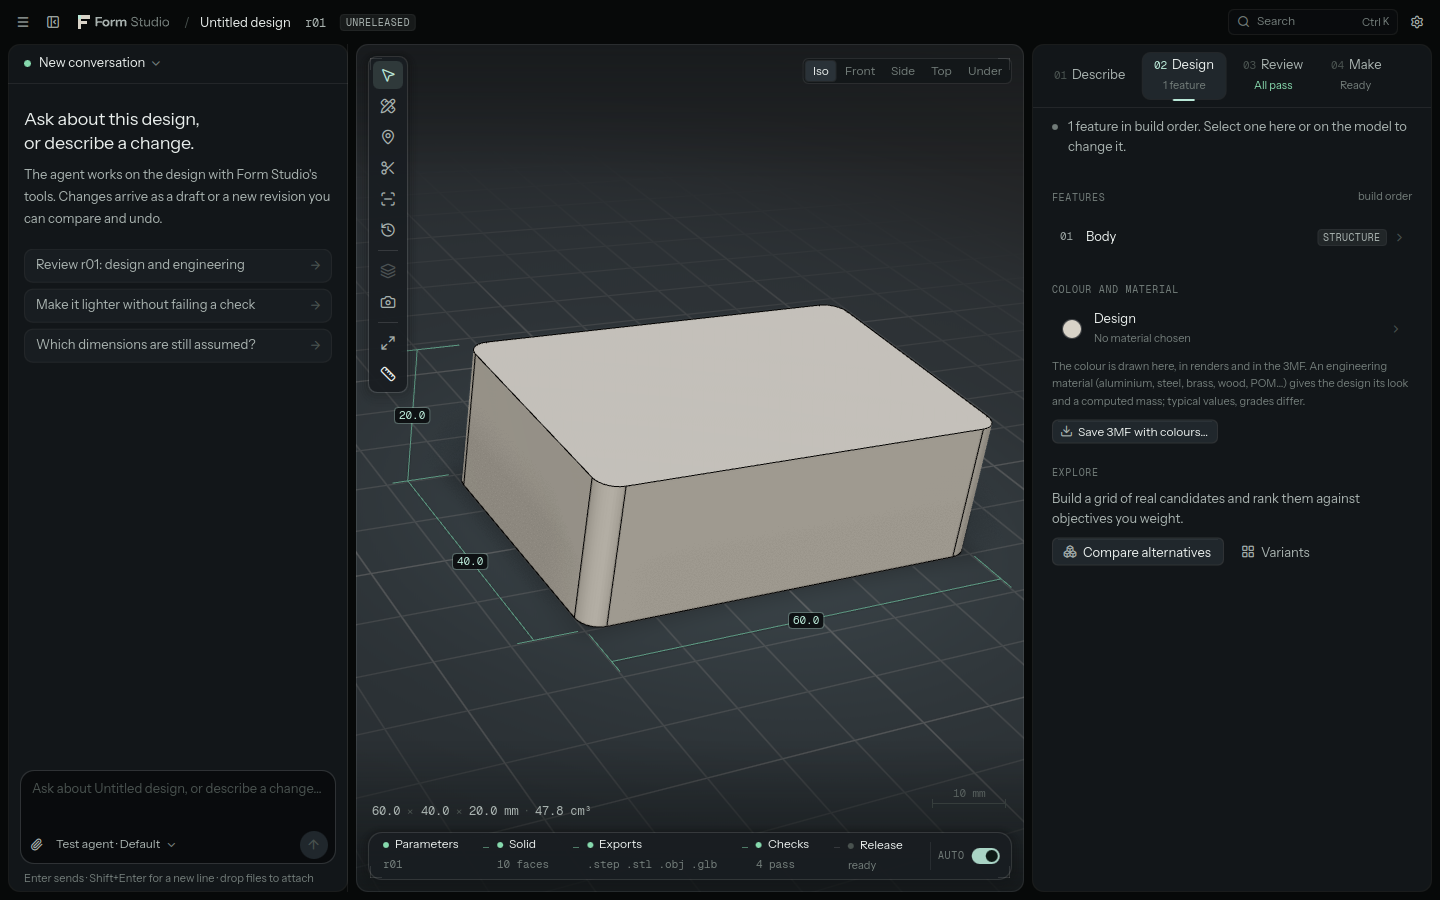 Form Studio / Untitled design r01 UNRELEASED
Search Ctrl K
New conversation
Ask about this design,
or describe a change.
The agent works on the design with Form Studio's
tools. Changes arrive as a draft or a new revision you
can compare and undo.
Review r01: design and engineering
Make it lighter without failing a check
Which dimensions are still assumed?
Ask about Untitled design, or describe a change...
Test agent · Default
Enter sends · Shift+Enter for a new line · drop files to attach
Iso Front Side Top Under
20.0
40.0
60.0
10 mm
60.0 × 40.0 × 20.0 mm · 47.8 cm³
Parameters
r01
Solid
10 faces
Exports
.step .stl .obj .glb
Checks
4 pass
Release
ready
AUTO
01 Describe
02 Design
1 feature
03 Review
All pass
04 Make
Ready
1 feature in build order. Select one here or on the model to
change it.
FEATURES build order
01 Body STRUCTURE
COLOUR AND MATERIAL
Design
No material chosen
The colour is drawn here, in renders and in the 3MF. An engineering
material (aluminium, steel, brass, wood, POM...) gives the design its look
and a computed mass; typical values, grades differ.
Save 3MF with colours...
EXPLORE
Build a grid of real candidates and rank them against
objectives you weight.
Compare alternatives Variants